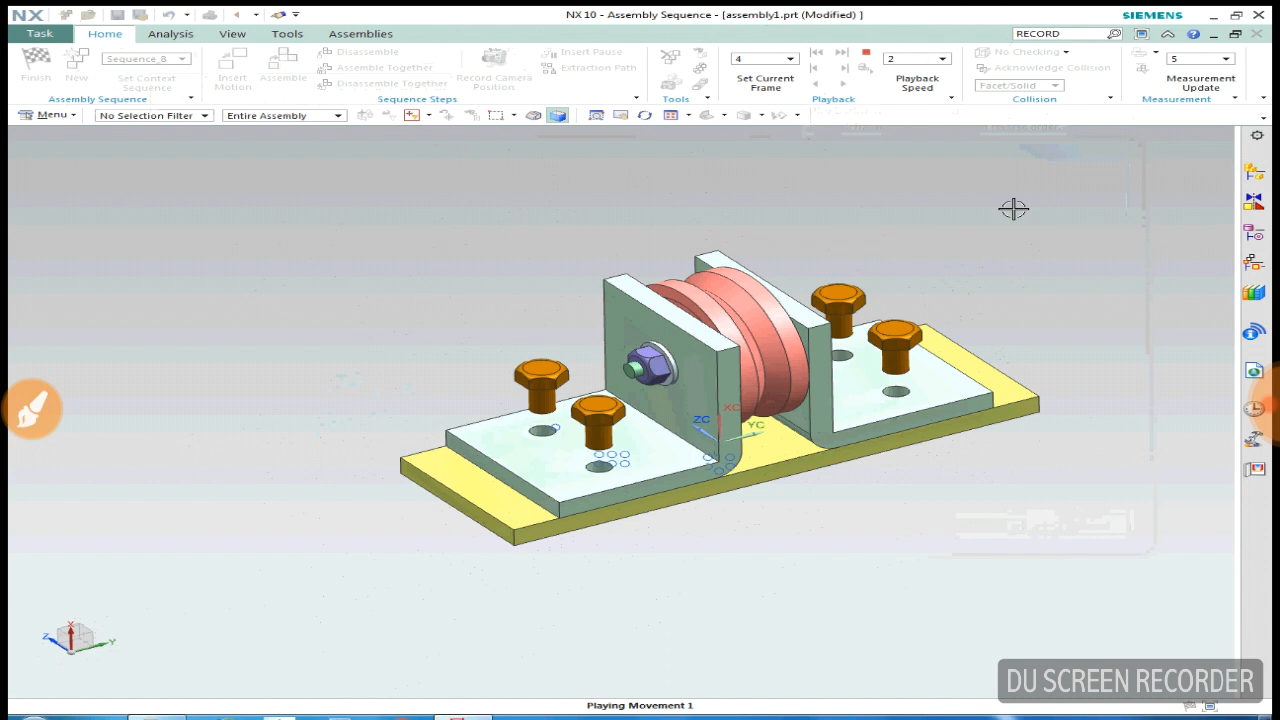 NX
NX 10 - Assembly Sequence - [assembly1.prt (Modified) ]
SIEMENS
Task Home Analysis View Tools Assemblies
RECORD
Finish New
Sequence_8
Set Context Sequence
Assembly Sequence
Insert Motion
Assemble
Disassemble
Assemble Together
Disassemble Together
Record Camera Position
Insert Pause
Extraction Path
Sequence Steps
Tools
4
Set Current Frame
Playback
2
Playback Speed
No Checking
Acknowledge Collision
Facet/Solid
Collision
5
Measurement Update
Measurement
Menu
No Selection Filter
Entire Assembly
XC
ZC
YC
X
Z
Y
DU SCREEN RECORDER
Playing Movement 1